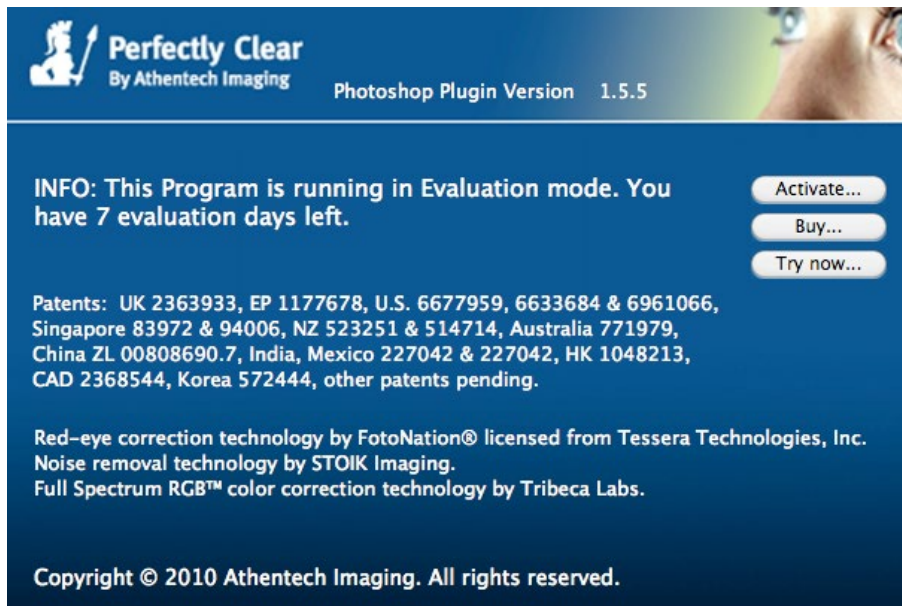 Perfectly Clear
By Athentech Imaging
Photoshop Plugin Version 1.5.5
INFO: This Program is running in Evaluation mode. You
have 7 evaluation days left.
Activate...
Buy...
Try now...
Patents: UK 2363933, EP 1177678, U.S. 6677959, 6633684 & 6961066,
Singapore 83972 & 94006, NZ 523251 & 514714, Australia 771979,
China ZL 00808690.7, India, Mexico 227042 & 227042, HK 1048213,
CAD 2368544, Korea 572444, other patents pending.
Red-eye correction technology by FotoNation® licensed from Tessera Technologies, Inc.
Noise removal technology by STOIK Imaging.
Full Spectrum RGB™ color correction technology by Tribeca Labs.
Copyright © 2010 Athentech Imaging. All rights reserved.